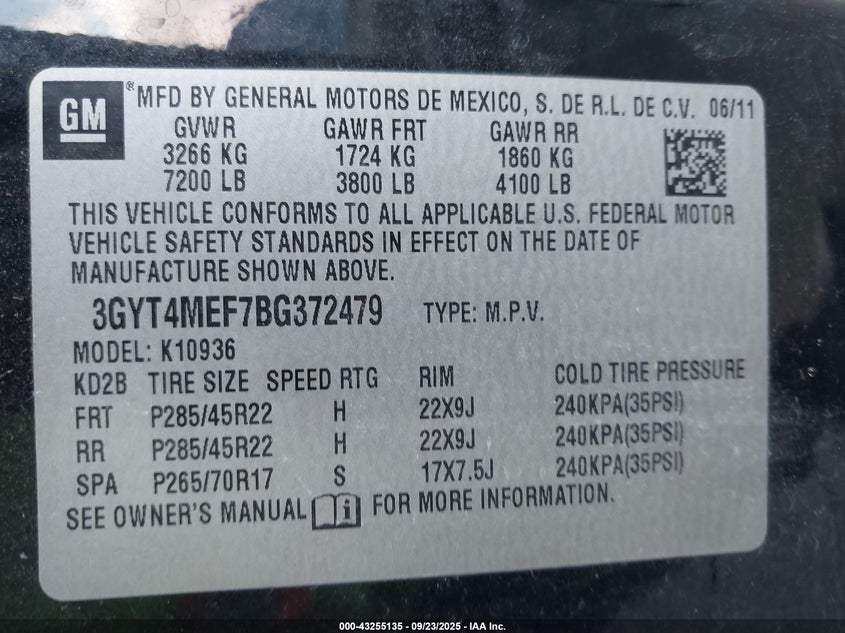 GM ® MFD BY GENERAL MOTORS DE MEXICO, S. DE R.L. DE C.V. 06/11
GVWR GAWR FRT GAWR RR
3266 KG 1724 KG 1860 KG
7200 LB 3800 LB 4100 LB
THIS VEHICLE CONFORMS TO ALL APPLICABLE U.S. FEDERAL MOTOR
VEHICLE SAFETY STANDARDS IN EFFECT ON THE DATE OF
MANUFACTURE SHOWN ABOVE.
3GYT4MEF7BG372479 TYPE: M.P.V.
MODEL: K10936
KD2B TIRE SIZE SPEED RTG RIM COLD TIRE PRESSURE
FRT P285/45R22 H 22X9J 240KPA(35PSI)
RR P285/45R22 H 22X9J 240KPA(35PSI)
SPA P265/70R17 S 17X7.5J 240KPA(35PSI)
SEE OWNER'S MANUAL i FOR MORE INFORMATION.
000-43255135 - 09/23/2025 - IAA Inc.